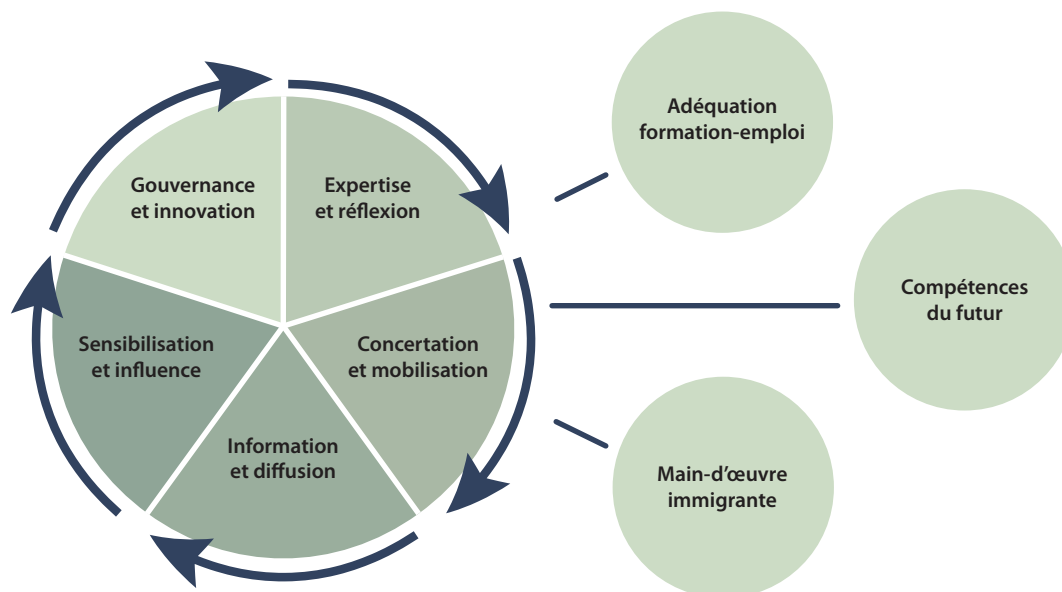 Gouvernance
et innovation
Expertise
et réflexion
Concertation
et mobilisation
Information
et diffusion
Sensibilisation
et influence
Adéquation
formation-emploi
Compétences
du futur
Main-d'œuvre
immigrante